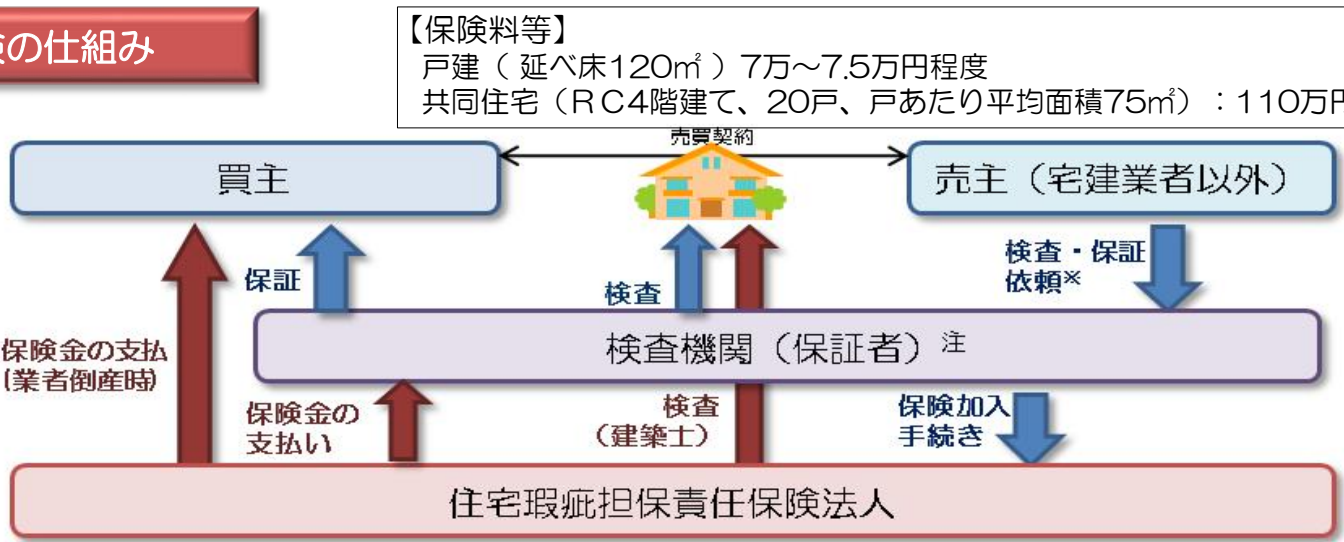 険の仕組み
【保険料等】
戸建（延べ床120㎡）7万～7.5万円程度
共同住宅（RC4階建て、20戸、戸あたり平均面積75㎡）：110万円
売買契約
買主
売主（宅建業者以外）
保証
検査
検査・保証
依頼※
検査機関（保証者）注
保険金の支払
(業者倒産時)
保険金の
支払い
検査
（建築士）
保険加入
手続き
住宅瑕疵担保責任保険法人